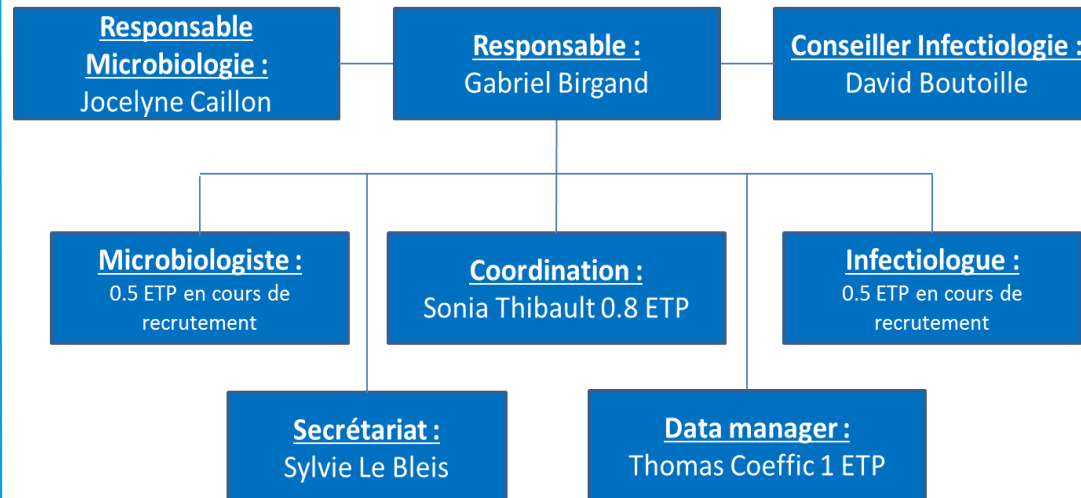 Responsable
Microbiologie :
Jocelyne Caillon
Responsable :
Gabriel Birgand
Conseiller Infectiologie :
David Boutoille
Microbiologiste :
0.5 ETP en cours de
recrutement
Coordination :
Sonia Thibault 0.8 ETP
Infectiologue :
0.5 ETP en cours de
recrutement
Secrétariat :
Sylvie Le Bleis
Data manager :
Thomas Coeffic 1 ETP